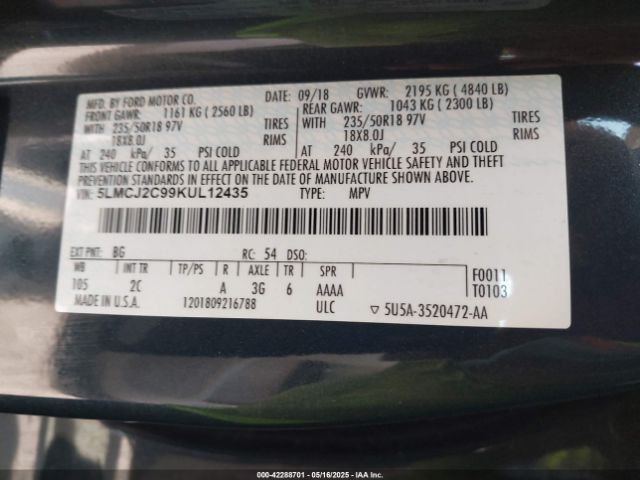 MFD. BY FORD MOTOR CO. DATE: 09/18 GVWR: 2195 KG ( 4840 LB)
FRONT GAWR: 1161 KG ( 2560 LB) REAR GAWR: 1043 KG ( 2300 LB)
WITH 235/50R18 97V TIRES WITH 235/50R18 97V TIRES
18X8.0J RIMS 18X8.0J RIMS
AT 240 kPa/ 35 PSI COLD AT 240 kPa/ 35 PSI COLD
THIS VEHICLE CONFORMS TO ALL APPLICABLE FEDERAL MOTOR VEHICLE SAFETY AND THEFT
PREVENTION STANDARDS IN EFFECT ON THE DATE OF MANUFACTURE SHOWN ABOVE.
VIN: 5LMCJ2C99KUL12435 TYPE: MPV
EXT PNT: BG RC: 54 DSO:
WB INT TR TP/PS R AXLE TR SPR F0011
105 2C A 3G 6 AAAA T0103
MADE IN U.S.A. 1201809216788 ULC ▽ 5U5A-3520472-AA
000-42288701 - 05/16/2025 - IAA Inc.